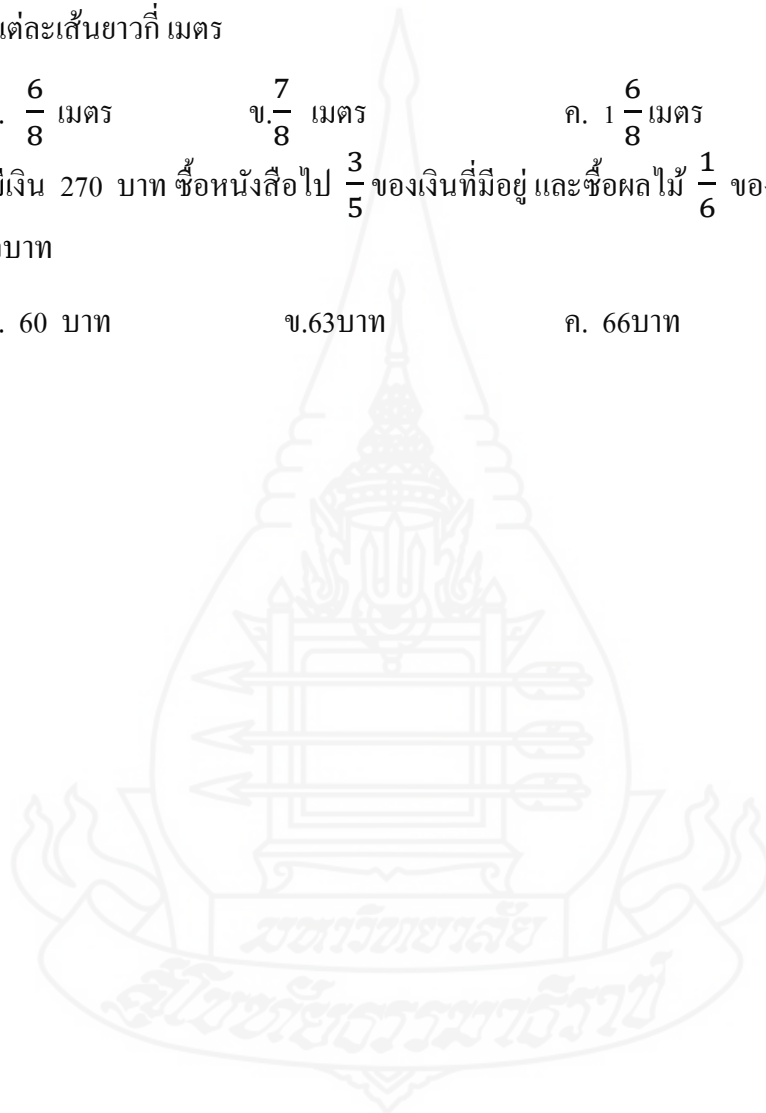 แต่ละเส้นยาวกี่ เมตร
. 6/8 เมตร ข. 7/8 เมตร ค. 1 6/8 เมตร
มีเงิน 270 บาท ซื้อหนังสือไป 3/5 ของเงินที่มีอยู่ และซื้อผลไม้ 1/6 ขอ
บาท
. 60 บาท ข.63บาท ค. 66บาท
มหาวิทยาลัย
สุโขทัยธรรมาธิราช